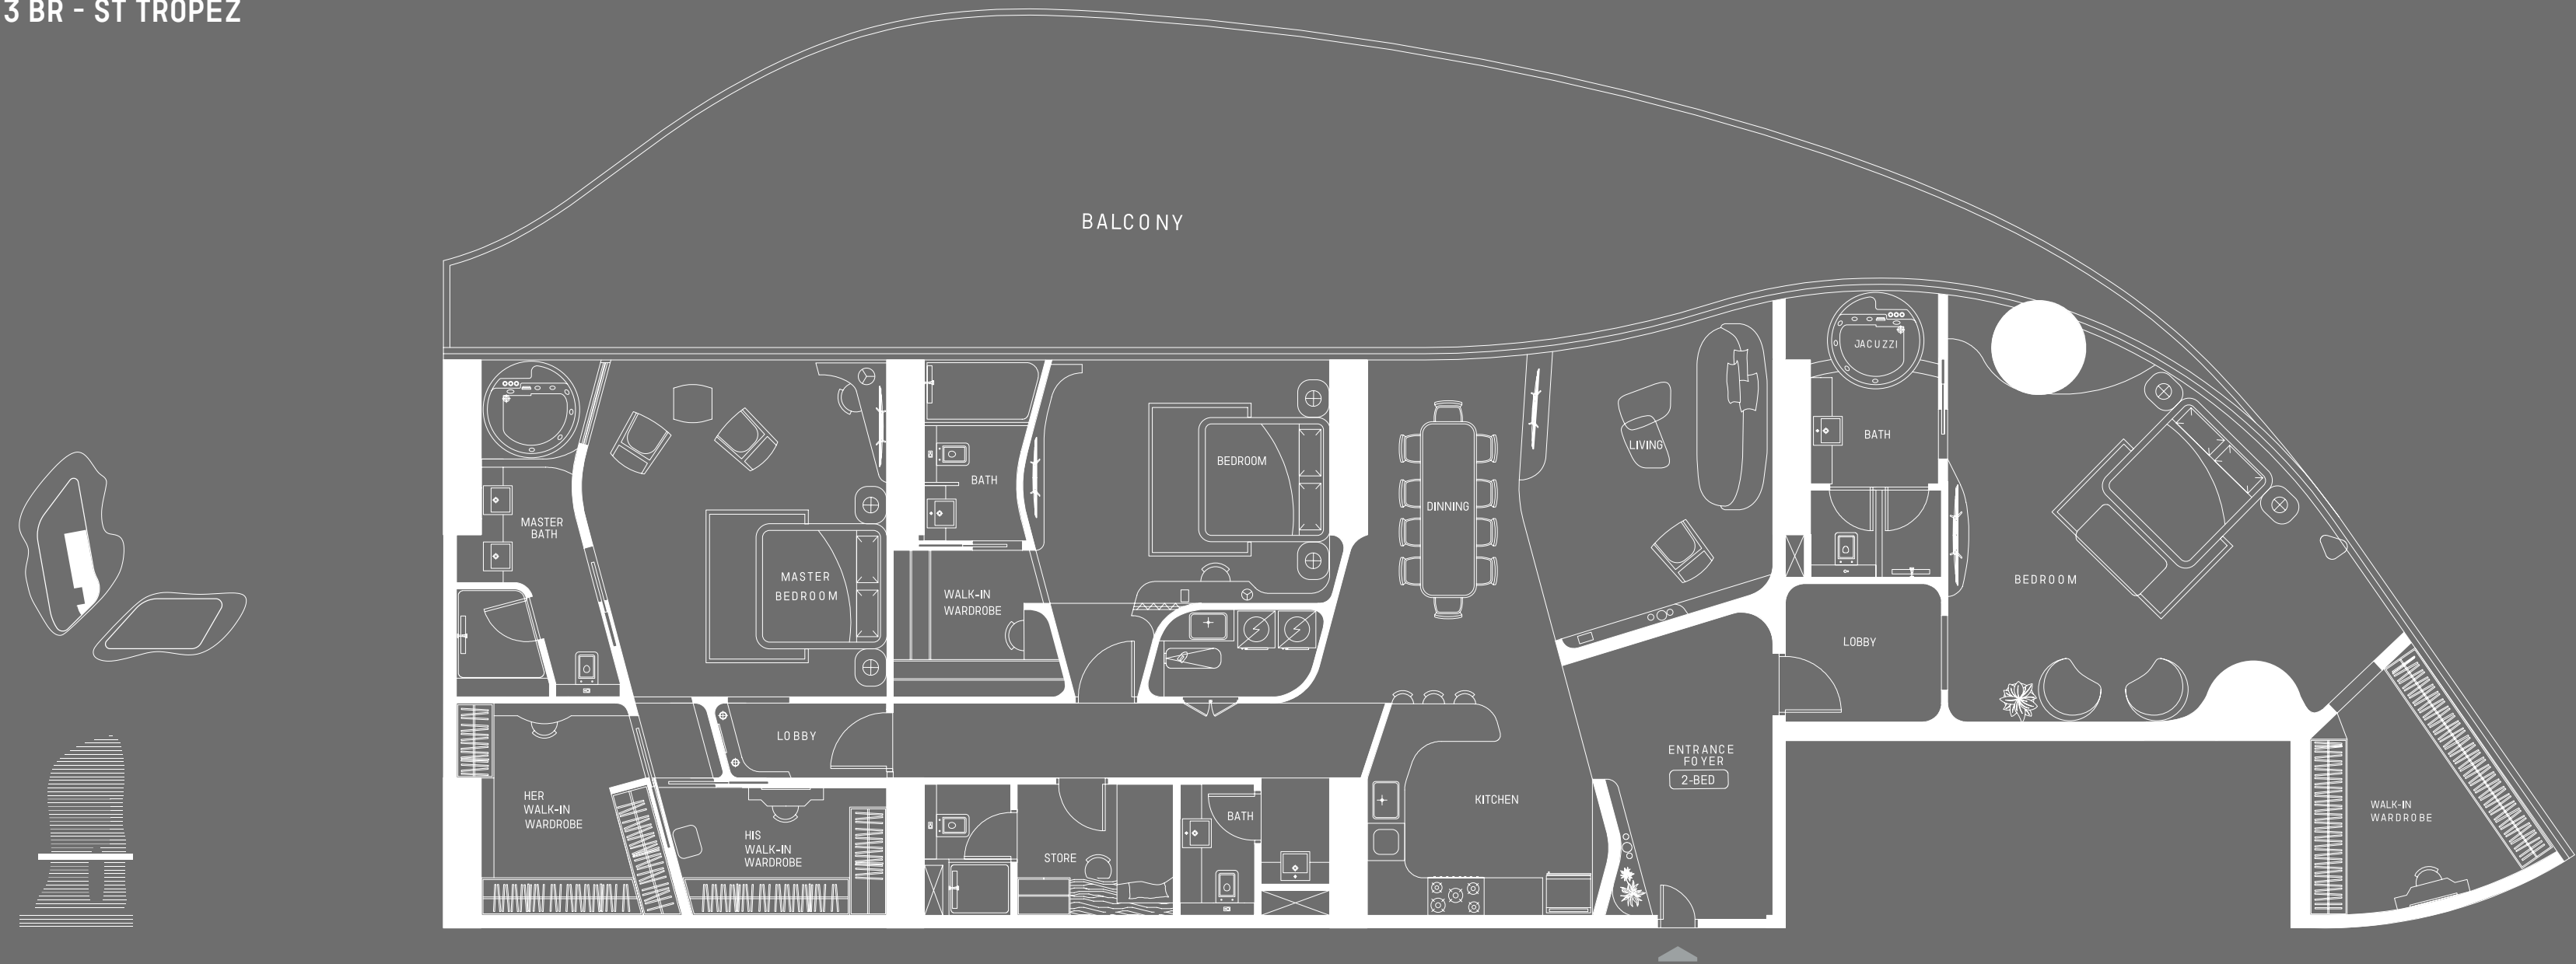 3 BR - ST TROPEZ
BALCONY
JACUZZI
BATH
LIVING
BEDROOM
DINNING
BATH
MASTER
BATH
MASTER
BEDROOM
WALK-IN
WARDROBE
BEDROOM
LOBBY
LOBBY
ENTRANCE
FOYER
2-BED
HER
WALK-IN
WARDROBE
HIS
WALK-IN
WARDROBE
STORE
BATH
KITCHEN
WALK-IN
WARDROBE